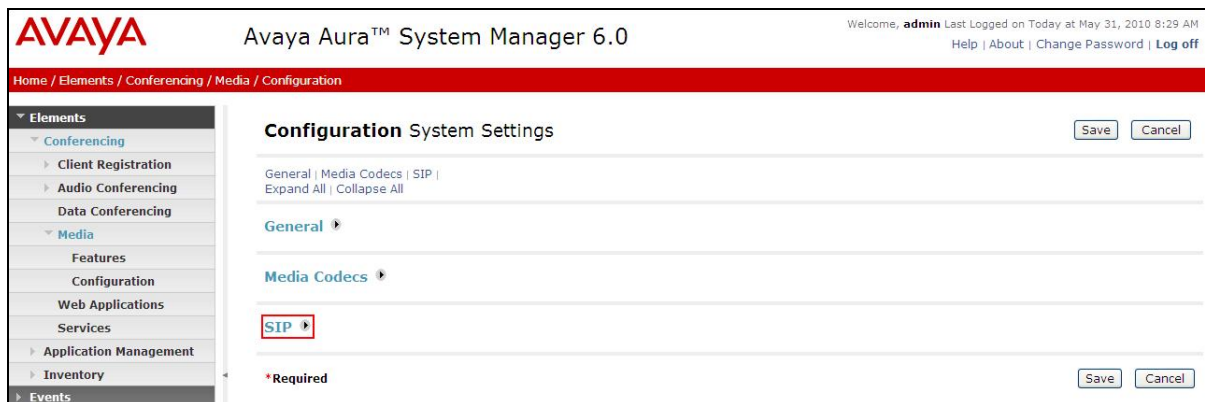 AVAYA
Avaya Aura™ System Manager 6.0
Welcome, admin Last Logged on Today at May 31, 2010 8:29 AM
Help | About | Change Password | Log off
Home / Elements / Conferencing / Media / Configuration
Elements
Conferencing
Client Registration
Audio Conferencing
Data Conferencing
Media
Features
Configuration
Web Applications
Services
Application Management
Inventory
Events
Configuration System Settings
Save Cancel
General | Media Codecs | SIP |
Expand All | Collapse All
General
Media Codecs
SIP
*Required
Save Cancel